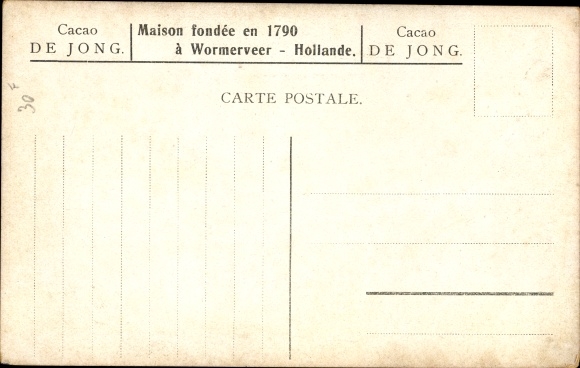 Cacao
DE JONG.
Maison fondée en 1790
à Wormerveer - Hollande.
Cacao
DE JONG.
CARTE POSTALE.
30 F